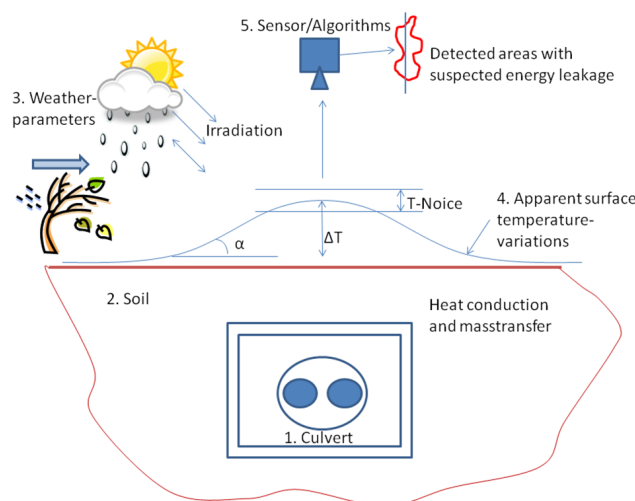 5. Sensor/Algorithms
Detected areas with
suspected energy leakage
3. Weather-
parameters
Irradiation
T-Noice
4. Apparent surface
temperature-
variations
α
ΔT
2. Soil
Heat conduction
and masstransfer
1. Culvert